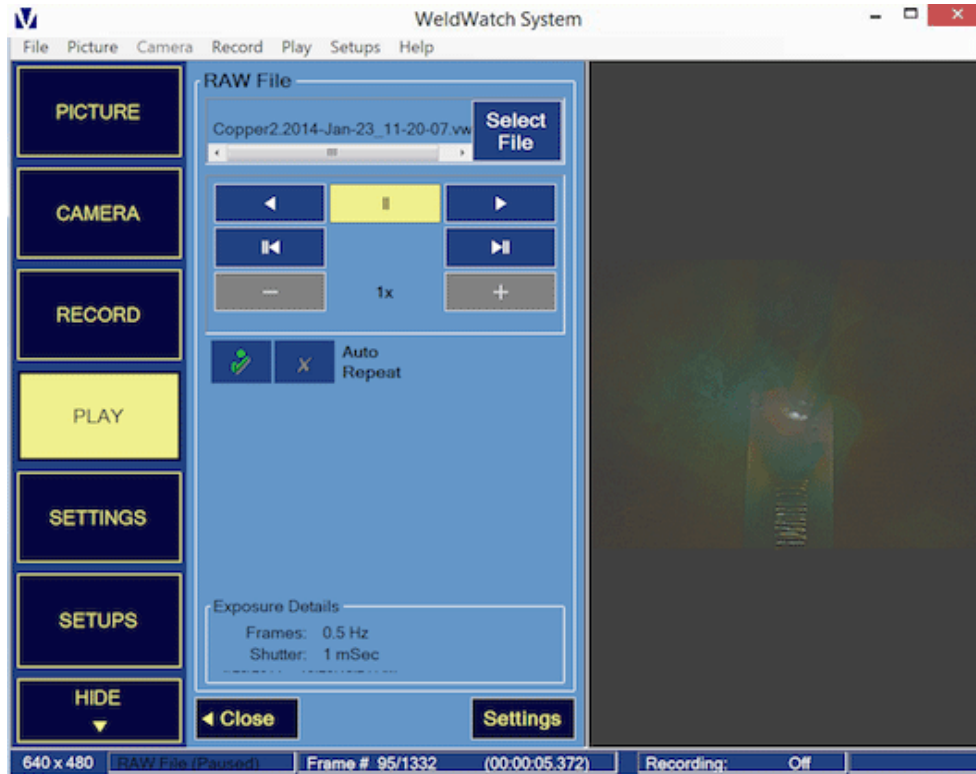 WeldWatch System
File Picture Camera Record Play Setups Help
PICTURE
CAMERA
RECORD
PLAY
SETTINGS
SETUPS
HIDE
RAW File
Copper2.2014-Jan-23_11-20-07.vw
Select
File
1x
Auto
Repeat
Exposure Details
Frames: 0.5 Hz
Shutter: 1 mSec
Close
Settings
640 x 480 RAW File (Paused) Frame # 95/1332 (00:00:05.372) Recording: Off